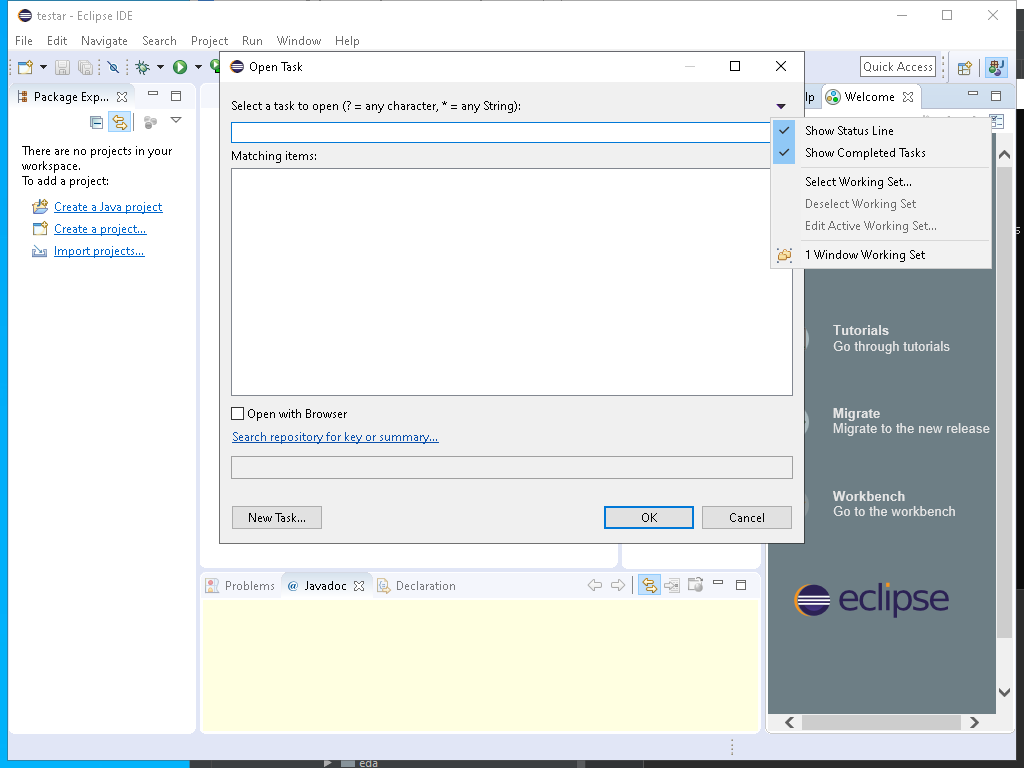 testar - Eclipse IDE
File Edit Navigate Search Project Run Window Help
Quick Access
Package Exp...
There are no projects in your
workspace.
To add a project:
Create a Java project
Create a project...
Import projects...
Open Task
Select a task to open (? = any character, * = any String):
Matching items:
Open with Browser
Search repository for key or summary...
New Task...
OK
Cancel
lp
Welcome
Show Status Line
Show Completed Tasks
Select Working Set...
Deselect Working Set
Edit Active Working Set...
1 Window Working Set
Tutorials
Go through tutorials
Migrate
Migrate to the new release
Workbench
Go to the workbench
eclipse
Problems
@ Javadoc
Declaration
eda